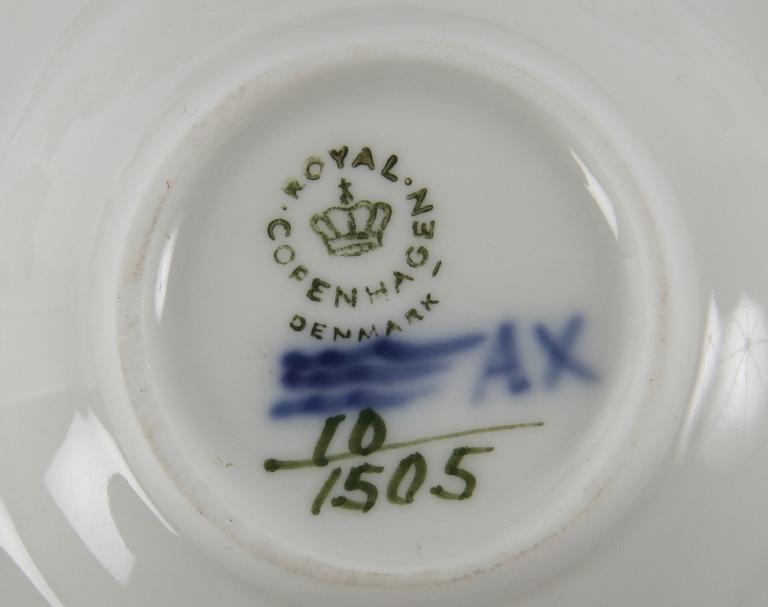 ROYAL · COPENHAGEN
DENMARK
AX
10
1505